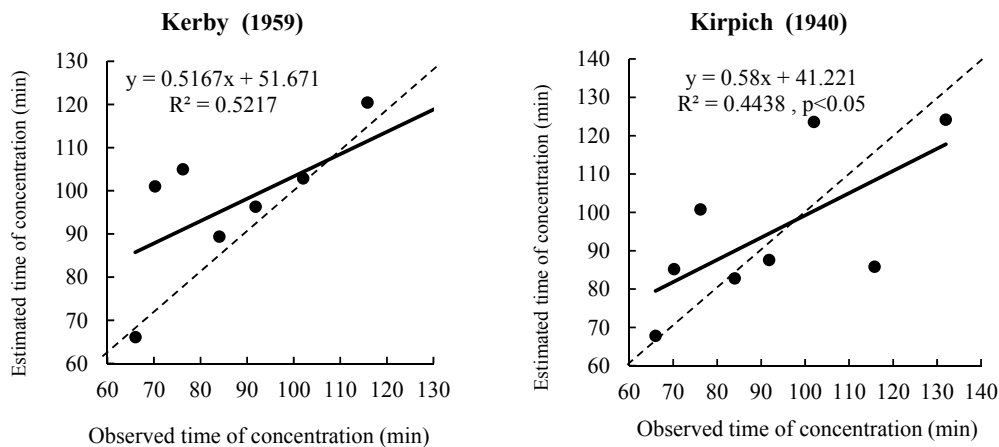 Kerby (1959)
y = 0.5167x + 51.671
R² = 0.5217
Estimated time of concentration (min)
130
120
110
100
90
80
70
60
60 70 80 90 100 110 120 130
Observed time of concentration (min)
Kirpich (1940)
y = 0.58x + 41.221
R² = 0.4438 , p<0.05
Estimated time of concentration (min)
140
130
120
110
100
90
80
70
60
60 70 80 90 100 110 120 130 140
Observed time of concentration (min)